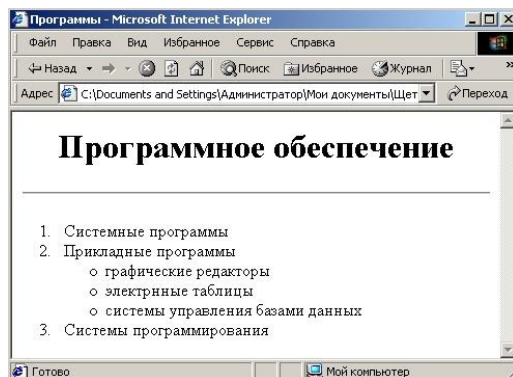 Программы - Microsoft Internet Explorer
Файл Правка Вид Избранное Сервис Справка
Назад Поиск Избранное Журнал »
Адрес C:\Documents and Settings\Администратор\Мои документы\Щет Переход
Программное обеспечение
1. Системные программы
2. Прикладные программы
o графические редакторы
o электрнные таблицы
o системы управления базами данных
3. Системы программирования
Готово Мой компьютер